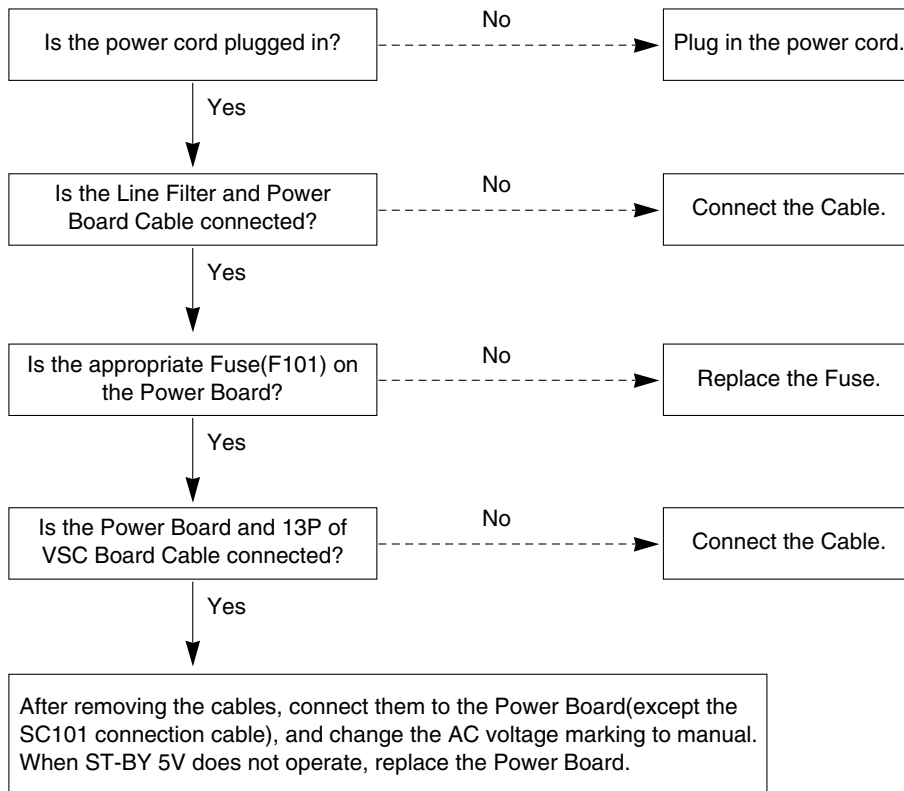 Is the power cord plugged in?
No
Plug in the power cord.
Yes
Is the Line Filter and Power
Board Cable connected?
No
Connect the Cable.
Yes
Is the appropriate Fuse(F101) on
the Power Board?
No
Replace the Fuse.
Yes
Is the Power Board and 13P of
VSC Board Cable connected?
No
Connect the Cable.
Yes
After removing the cables, connect them to the Power Board(except the
SC101 connection cable), and change the AC voltage marking to manual.
When ST-BY 5V does not operate, replace the Power Board.